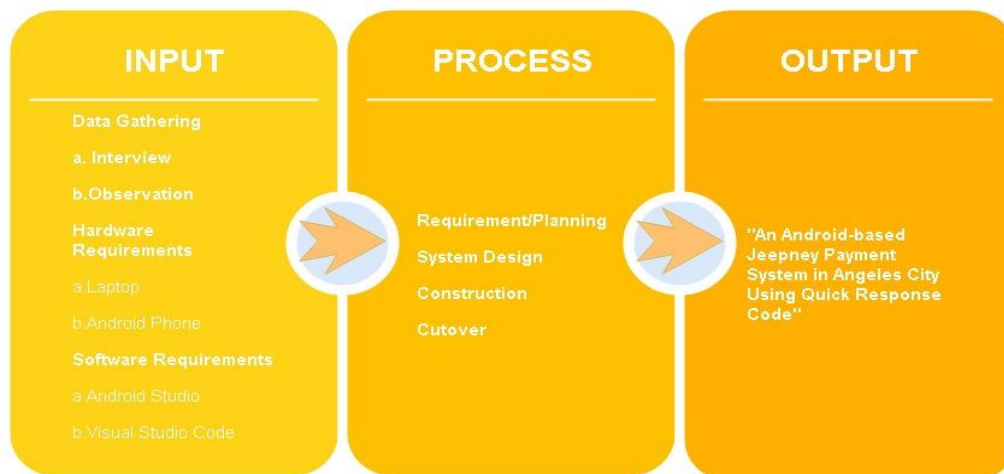 INPUT
Data Gathering
a. Interview
b.Observation
Hardware
Requirements
a.Laptop
b.Android Phone
Software Requirements
a.Android Studio
b.Visual Studio Code
PROCESS
Requirement/Planning
System Design
Construction
Cutover
OUTPUT
"An Android-based
Jeepney Payment
System in Angeles City
Using Quick Response
Code"